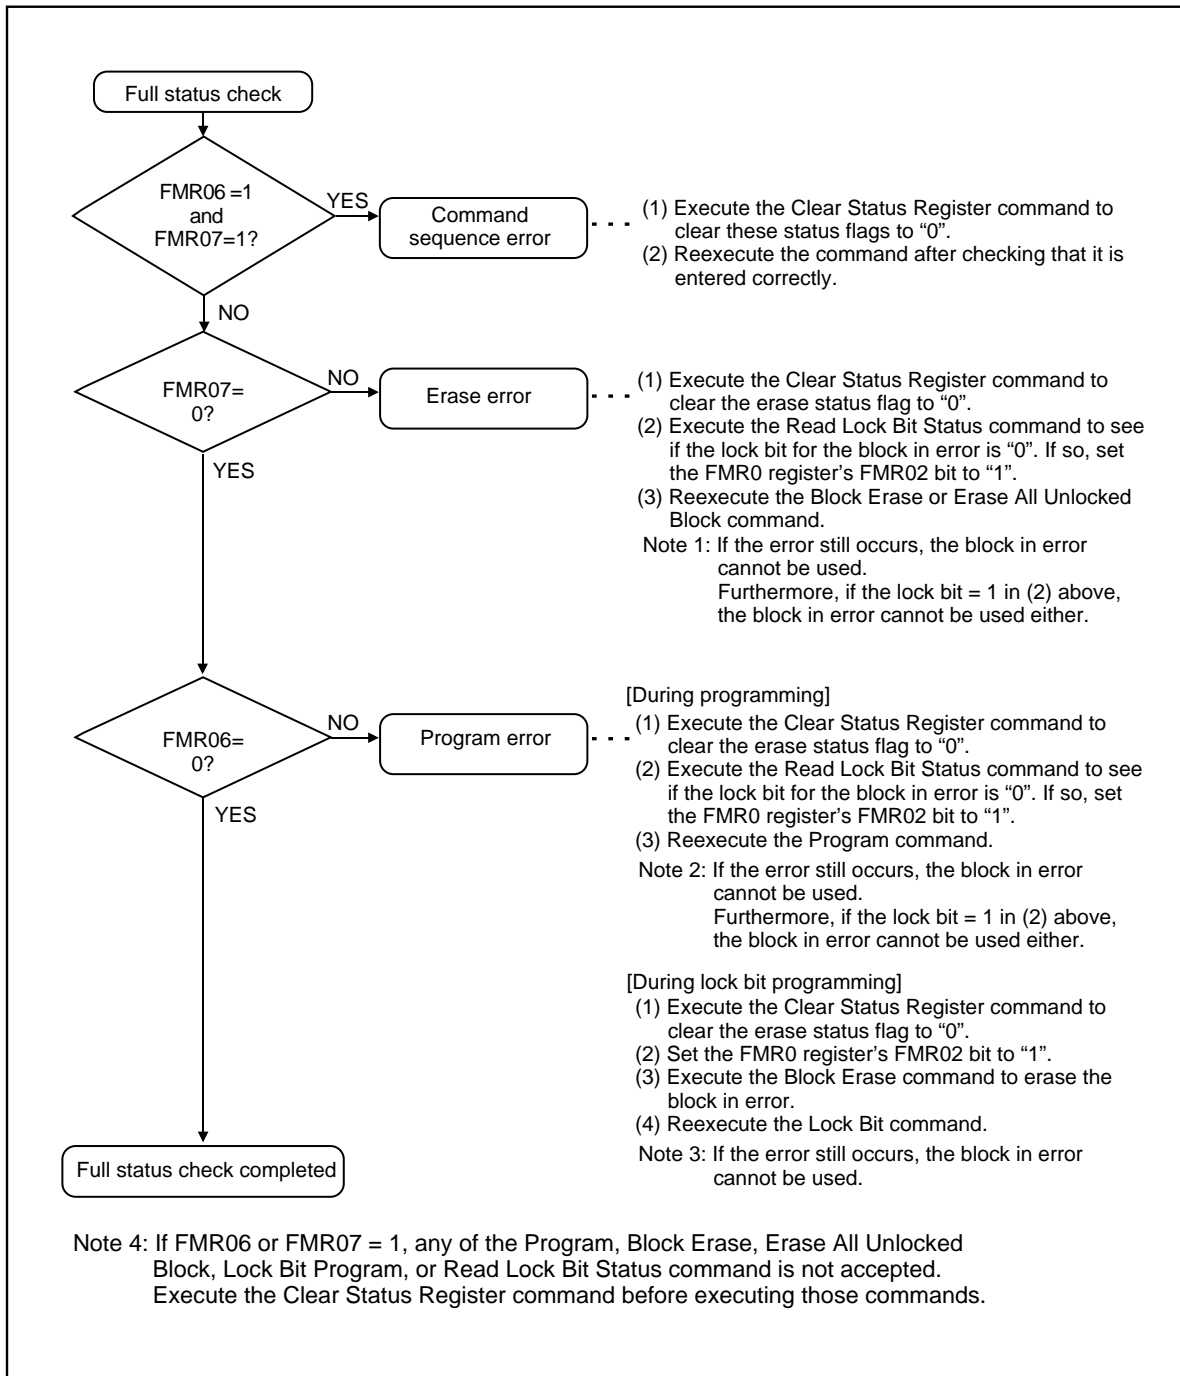 Full status check
FMR06 =1
and
FMR07=1?
YES
Command
sequence error
(1) Execute the Clear Status Register command to
clear these status flags to “0”.
(2) Reexecute the command after checking that it is
entered correctly.
NO
FMR07=
0?
NO
Erase error
(1) Execute the Clear Status Register command to
clear the erase status flag to “0”.
(2) Execute the Read Lock Bit Status command to see
if the lock bit for the block in error is “0”. If so, set
the FMR0 register’s FMR02 bit to “1”.
(3) Reexecute the Block Erase or Erase All Unlocked
Block command.
Note 1: If the error still occurs, the block in error
cannot be used.
Furthermore, if the lock bit = 1 in (2) above,
the block in error cannot be used either.
YES
FMR06=
0?
NO
Program error
[During programming]
(1) Execute the Clear Status Register command to
clear the erase status flag to “0”.
(2) Execute the Read Lock Bit Status command to see
if the lock bit for the block in error is “0”. If so, set
the FMR0 register’s FMR02 bit to “1”.
(3) Reexecute the Program command.
Note 2: If the error still occurs, the block in error
cannot be used.
Furthermore, if the lock bit = 1 in (2) above,
the block in error cannot be used either.
YES
[During lock bit programming]
(1) Execute the Clear Status Register command to
clear the erase status flag to “0”.
(2) Set the FMR0 register’s FMR02 bit to “1”.
(3) Execute the Block Erase command to erase the
block in error.
(4) Reexecute the Lock Bit command.
Note 3: If the error still occurs, the block in error
cannot be used.
Full status check completed
Note 4: If FMR06 or FMR07 = 1, any of the Program, Block Erase, Erase All Unlocked
Block, Lock Bit Program, or Read Lock Bit Status command is not accepted.
Execute the Clear Status Register command before executing those commands.